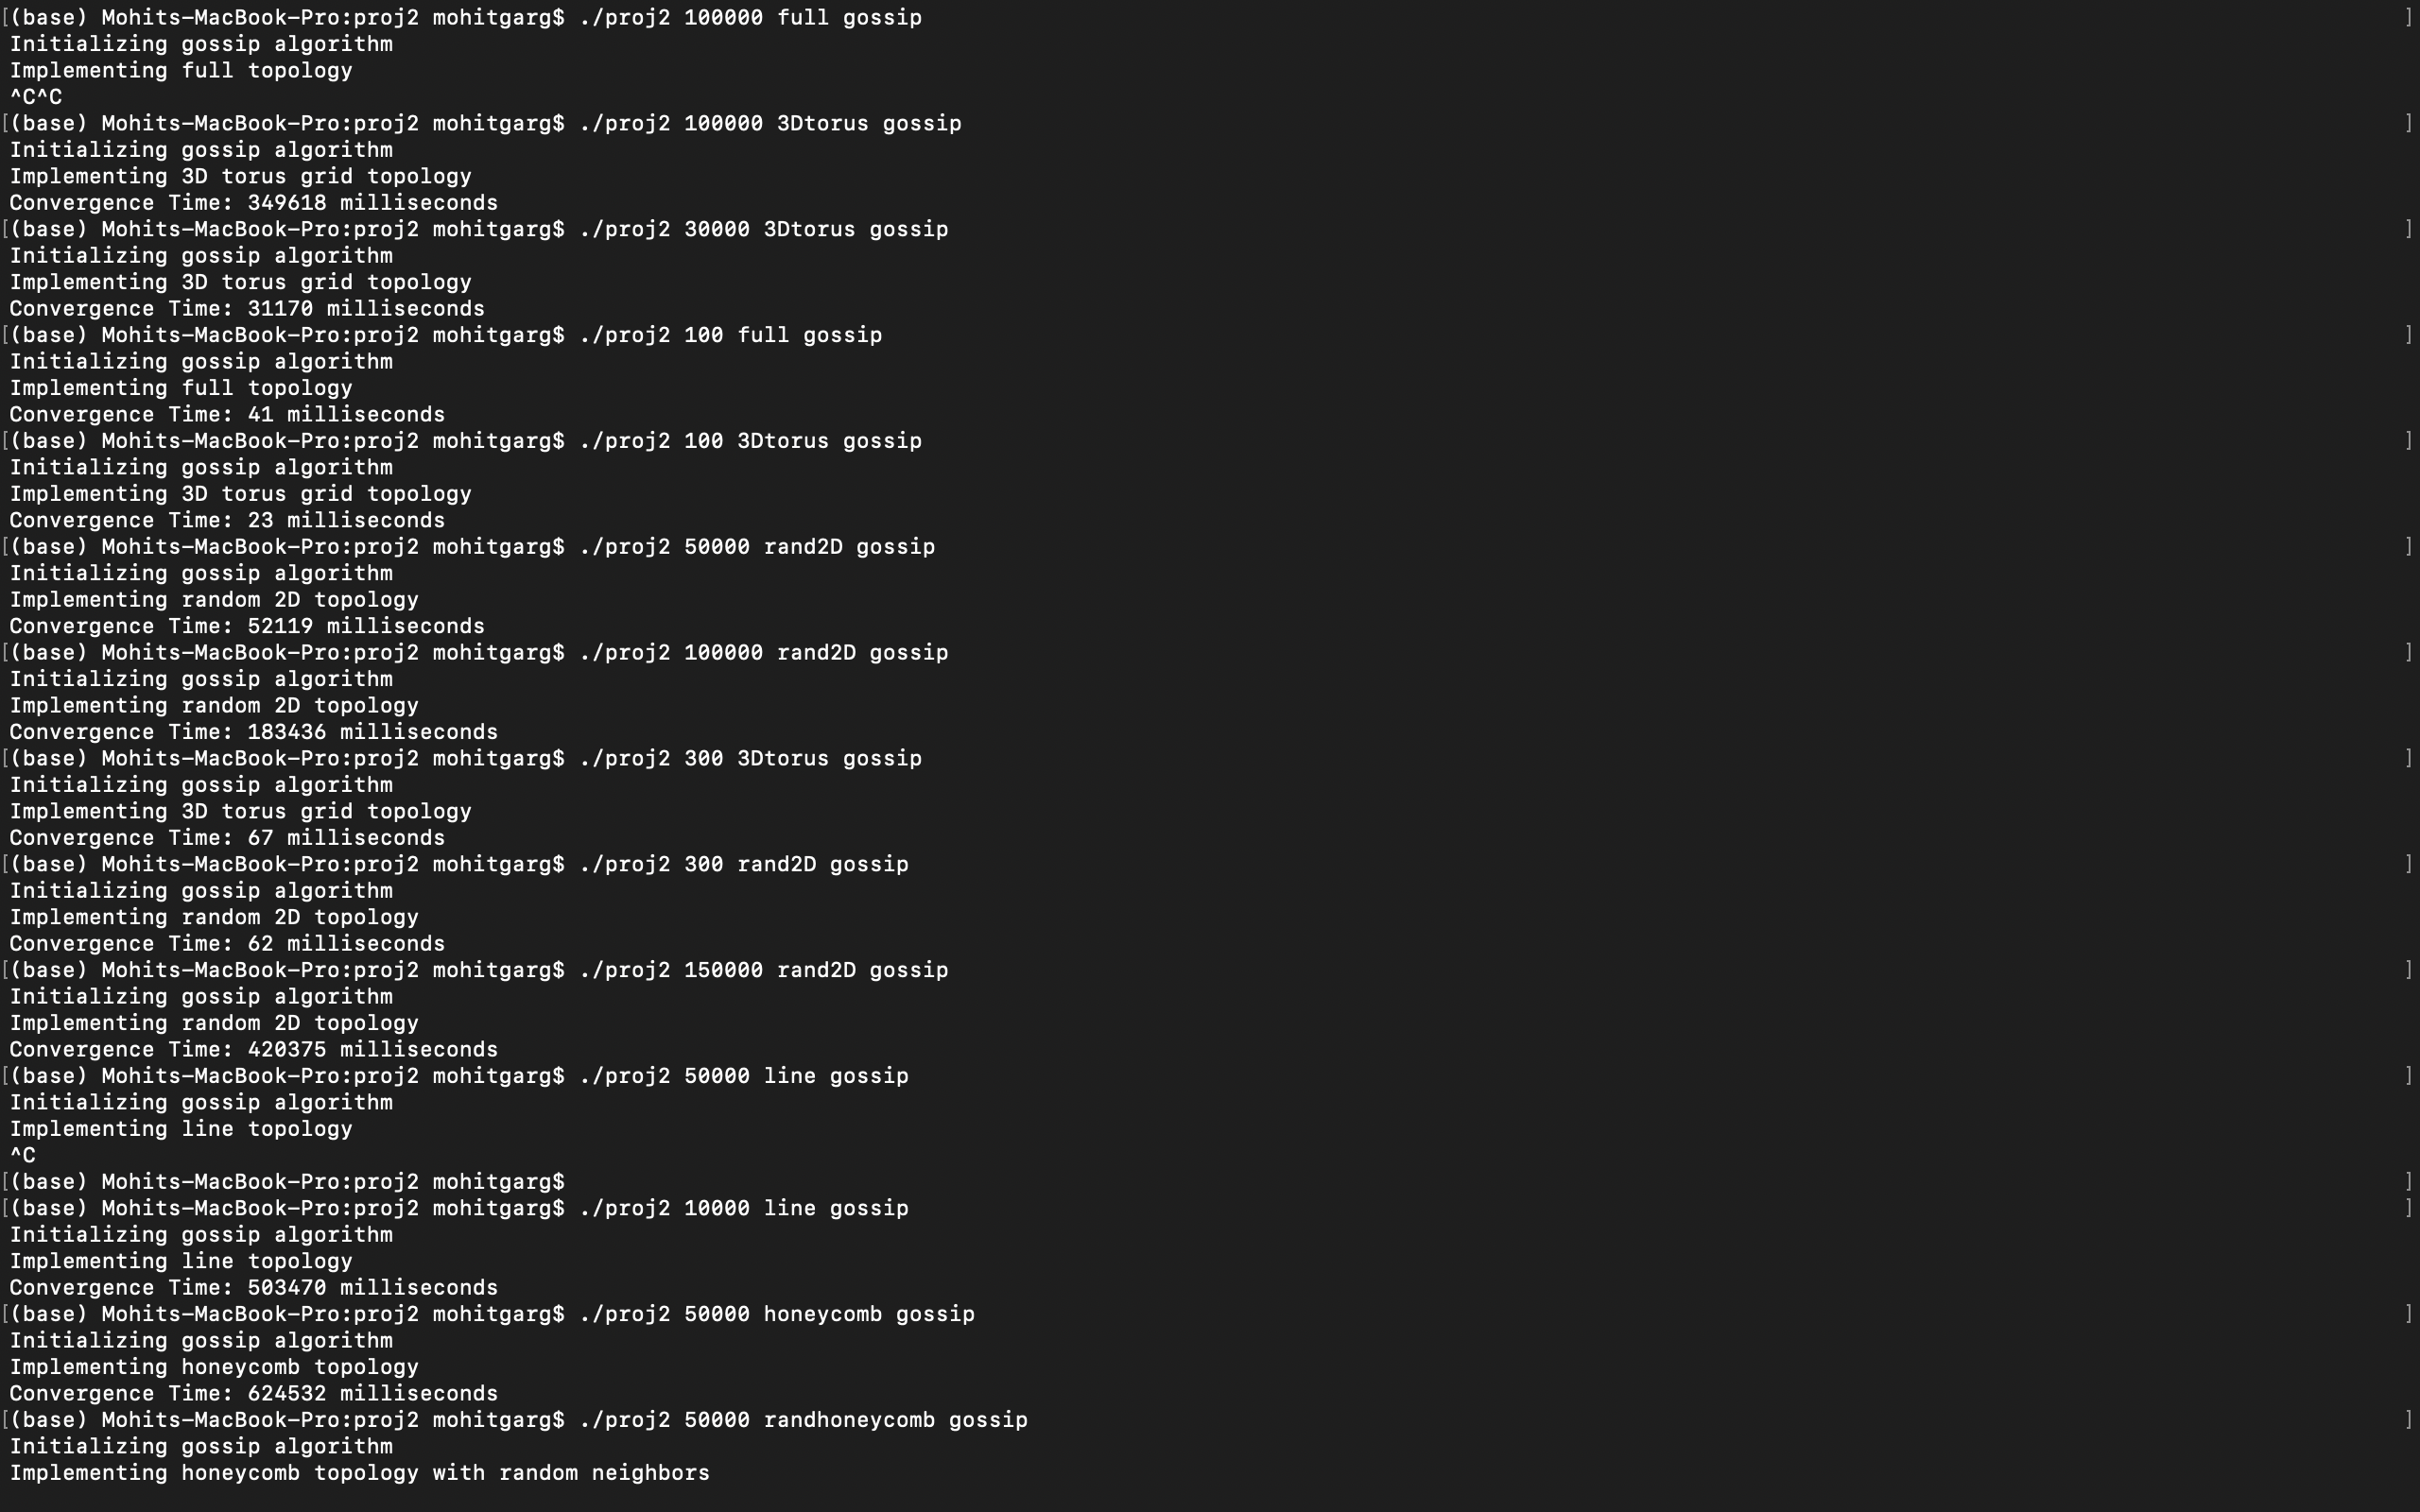 [(base) Mohits-MacBook-Pro:proj2 mohitgarg$ ./proj2 100000 full gossip ]
Initializing gossip algorithm
Implementing full topology
^C^C
[(base) Mohits-MacBook-Pro:proj2 mohitgarg$ ./proj2 100000 3Dtorus gossip ]
Initializing gossip algorithm
Implementing 3D torus grid topology
Convergence Time: 349618 milliseconds
[(base) Mohits-MacBook-Pro:proj2 mohitgarg$ ./proj2 30000 3Dtorus gossip ]
Initializing gossip algorithm
Implementing 3D torus grid topology
Convergence Time: 31170 milliseconds
[(base) Mohits-MacBook-Pro:proj2 mohitgarg$ ./proj2 100 full gossip ]
Initializing gossip algorithm
Implementing full topology
Convergence Time: 41 milliseconds
[(base) Mohits-MacBook-Pro:proj2 mohitgarg$ ./proj2 100 3Dtorus gossip ]
Initializing gossip algorithm
Implementing 3D torus grid topology
Convergence Time: 23 milliseconds
[(base) Mohits-MacBook-Pro:proj2 mohitgarg$ ./proj2 50000 rand2D gossip ]
Initializing gossip algorithm
Implementing random 2D topology
Convergence Time: 52119 milliseconds
[(base) Mohits-MacBook-Pro:proj2 mohitgarg$ ./proj2 100000 rand2D gossip ]
Initializing gossip algorithm
Implementing random 2D topology
Convergence Time: 183436 milliseconds
[(base) Mohits-MacBook-Pro:proj2 mohitgarg$ ./proj2 300 3Dtorus gossip ]
Initializing gossip algorithm
Implementing 3D torus grid topology
Convergence Time: 67 milliseconds
[(base) Mohits-MacBook-Pro:proj2 mohitgarg$ ./proj2 300 rand2D gossip ]
Initializing gossip algorithm
Implementing random 2D topology
Convergence Time: 62 milliseconds
[(base) Mohits-MacBook-Pro:proj2 mohitgarg$ ./proj2 150000 rand2D gossip ]
Initializing gossip algorithm
Implementing random 2D topology
Convergence Time: 420375 milliseconds
[(base) Mohits-MacBook-Pro:proj2 mohitgarg$ ./proj2 50000 line gossip ]
Initializing gossip algorithm
Implementing line topology
^C
[(base) Mohits-MacBook-Pro:proj2 mohitgarg$ ]
[(base) Mohits-MacBook-Pro:proj2 mohitgarg$ ./proj2 10000 line gossip ]
Initializing gossip algorithm
Implementing line topology
Convergence Time: 503470 milliseconds
[(base) Mohits-MacBook-Pro:proj2 mohitgarg$ ./proj2 50000 honeycomb gossip ]
Initializing gossip algorithm
Implementing honeycomb topology
Convergence Time: 624532 milliseconds
[(base) Mohits-MacBook-Pro:proj2 mohitgarg$ ./proj2 50000 randhoneycomb gossip ]
Initializing gossip algorithm
Implementing honeycomb topology with random neighbors